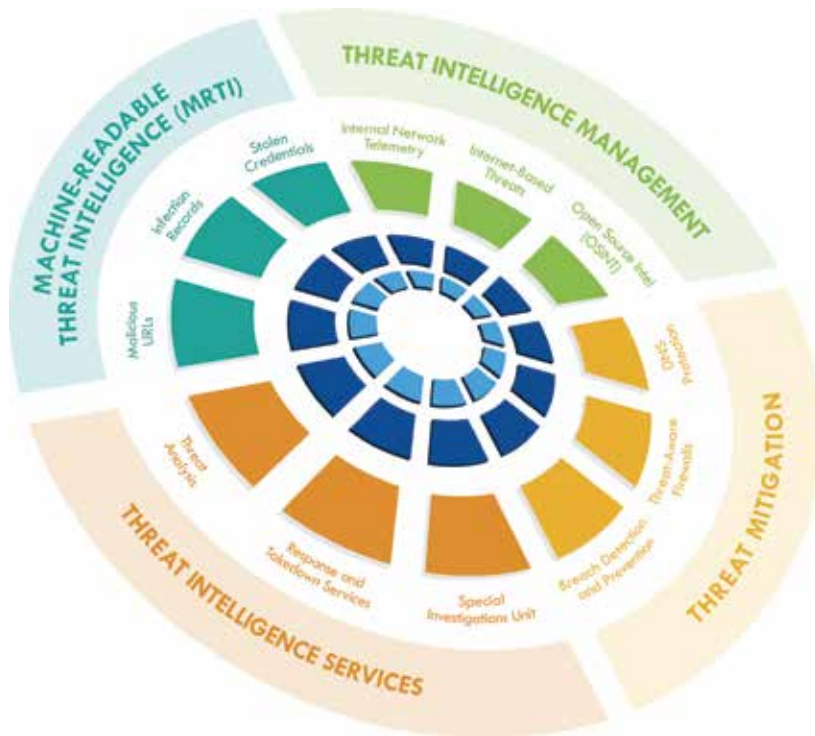 MACHINE-READABLE
THREAT INTELLIGENCE (MRTI)
Stolen
Credentials
Infection
Records
Malicious
URLs
THREAT INTELLIGENCE MANAGEMENT
Internal Network
Telemetry
Internet-Based
Threats
Open Source Intel
(OSINT)
THREAT MITIGATION
DNS
Protection
Threat-Aware
Firewalls
Breach Detection
and Prevention
THREAT INTELLIGENCE SERVICES
Threat
Analysis
Response and
Takedown Services
Special
Investigations Unit